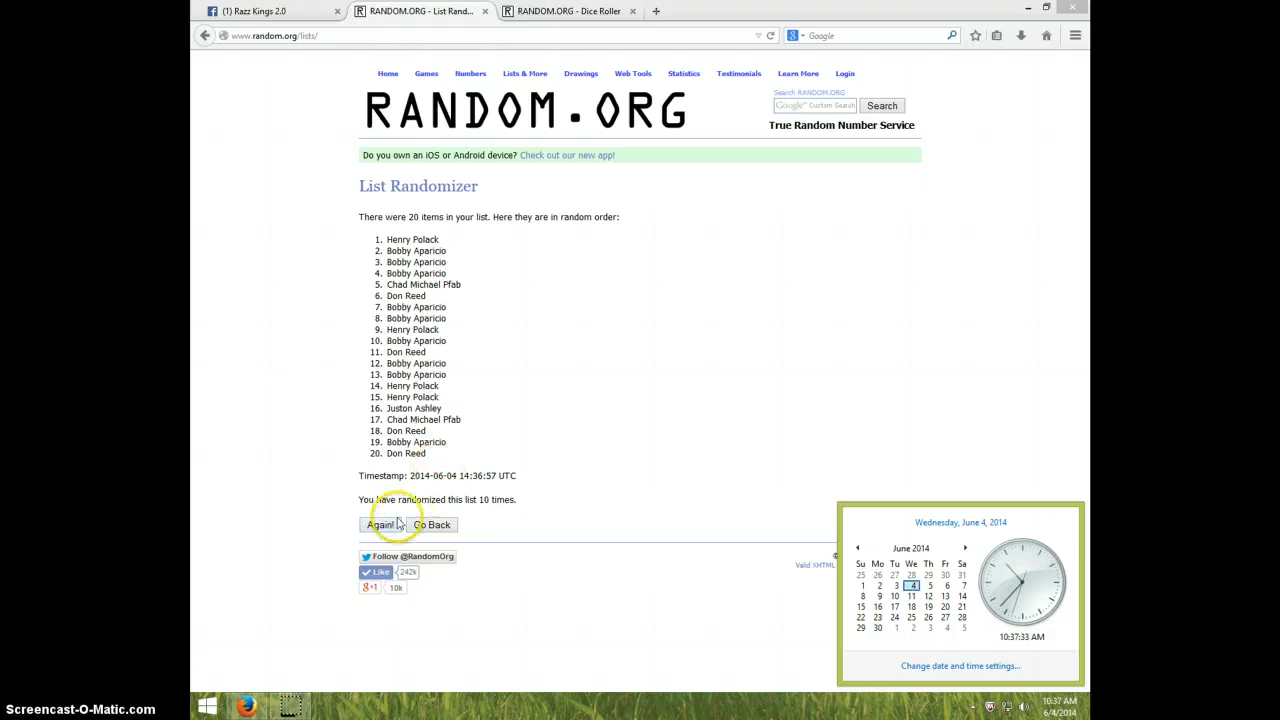 (1) Razz Kings 2.0
RANDOM.ORG - List Rand...
RANDOM.ORG - Dice Roller
www.random.org/lists/
Google
Home Games Numbers Lists & More Drawings Web Tools Statistics Testimonials Learn More Login
RANDOM.ORG
Search RANDOM.ORG
Google™ Custom Search
Search
True Random Number Service
Do you own an iOS or Android device? Check out our new app!
List Randomizer
There were 20 items in your list. Here they are in random order:
1. Henry Polack
2. Bobby Aparicio
3. Bobby Aparicio
4. Bobby Aparicio
5. Chad Michael Pfab
6. Don Reed
7. Bobby Aparicio
8. Bobby Aparicio
9. Henry Polack
10. Bobby Aparicio
11. Don Reed
12. Bobby Aparicio
13. Bobby Aparicio
14. Henry Polack
15. Henry Polack
16. Juston Ashley
17. Chad Michael Pfab
18. Don Reed
19. Bobby Aparicio
20. Don Reed
Timestamp: 2014-06-04 14:36:57 UTC
You have randomized this list 10 times.
Again! Go Back
Follow @RandomOrg
Like 242k
g+1 10k
Valid XHTML
Wednesday, June 4, 2014
June 2014
Su Mo Tu We Th Fr Sa
25 26 27 28 29 30 31
1 2 3 4 5 6 7
8 9 10 11 12 13 14
15 16 17 18 19 20 21
22 23 24 25 26 27 28
29 30 1 2 3 4 5
10:37:33 AM
Change date and time settings...
10:37 AM
6/4/2014
Screencast-O-Matic.com